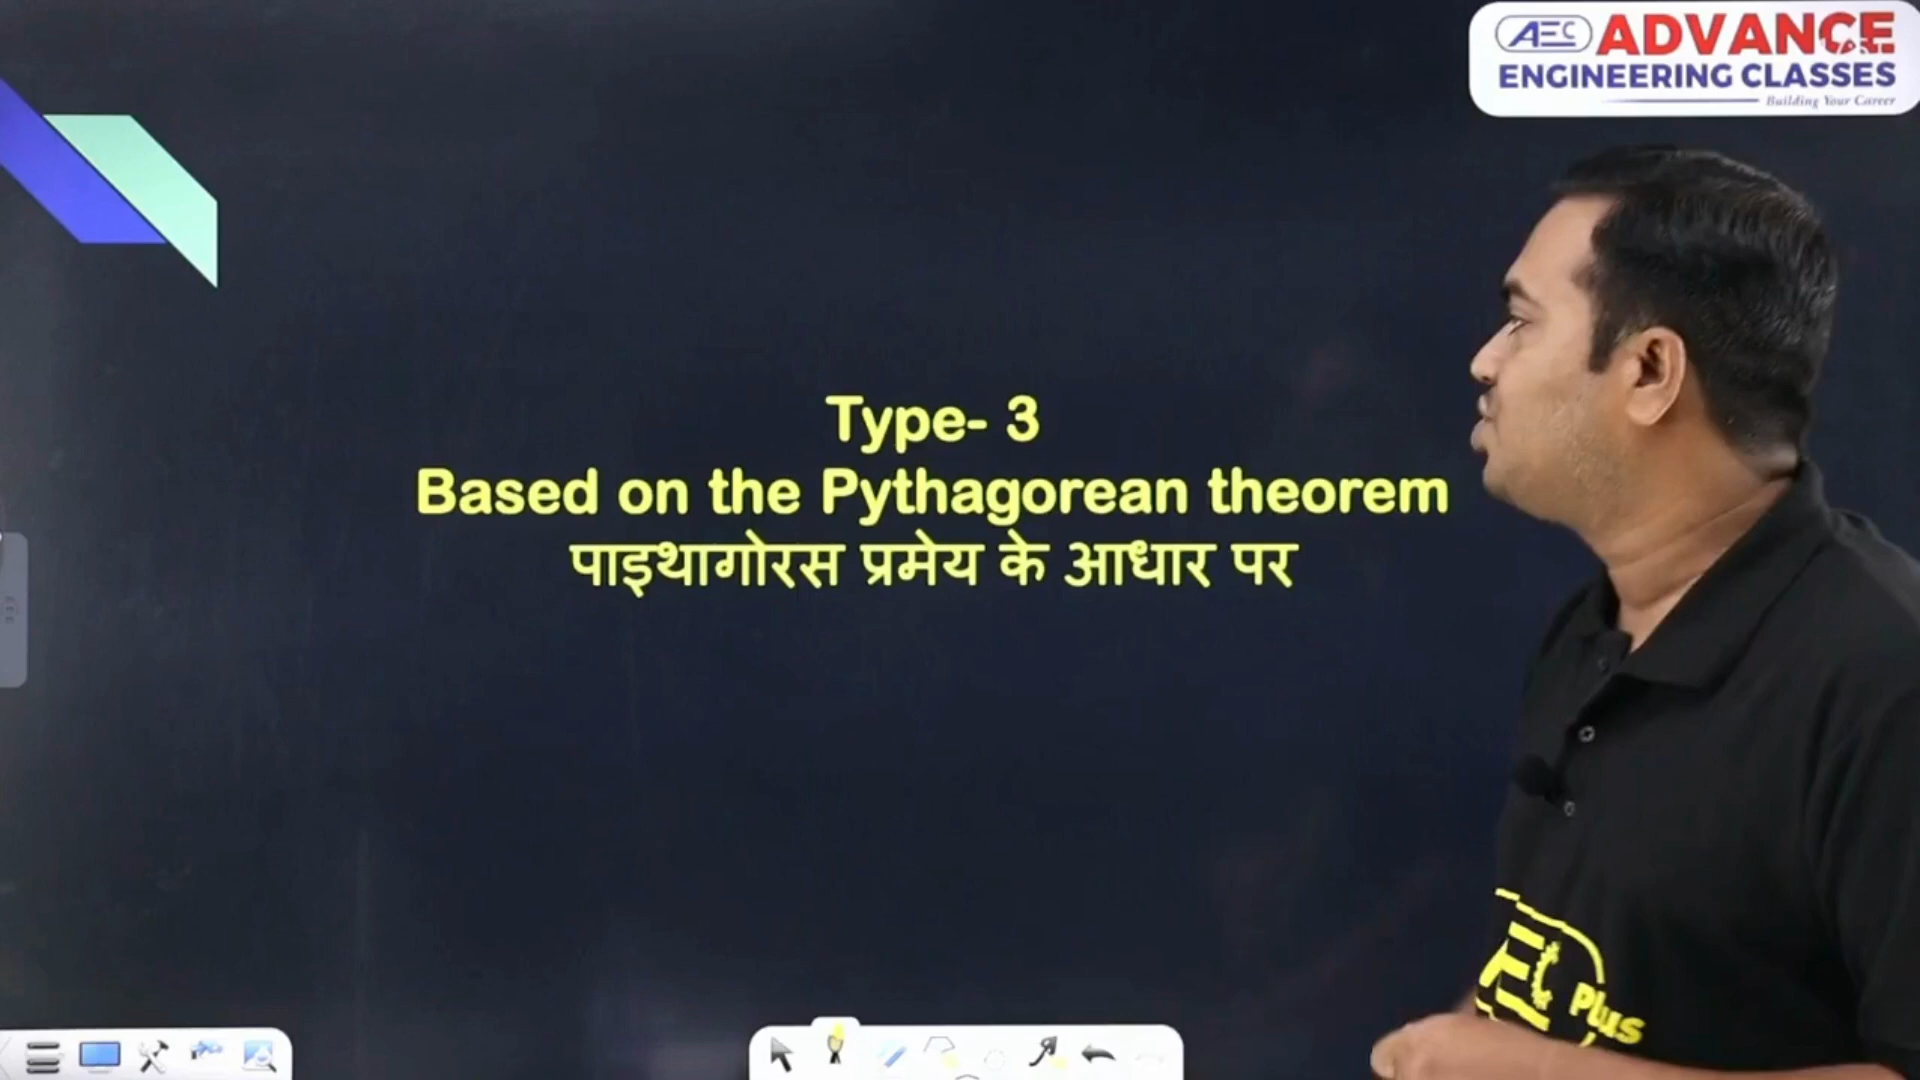 AEC ADVANCE
ENGINEERING CLASSES
Building Your Career
Type- 3
Based on the Pythagorean theorem
पाइथागोरस प्रमेय के आधार पर
Plus